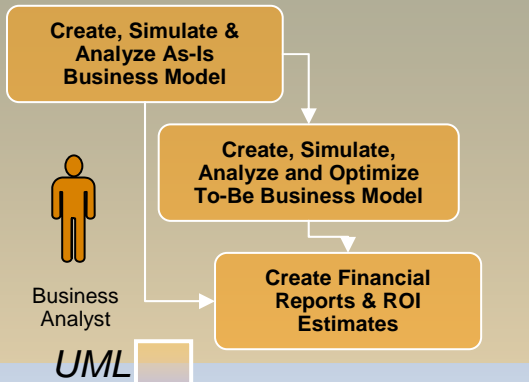 Create, Simulate &
Analyze As-Is
Business Model
Create, Simulate,
Analyze and Optimize
To-Be Business Model
Create Financial
Reports & ROI
Estimates
Business
Analyst
UML